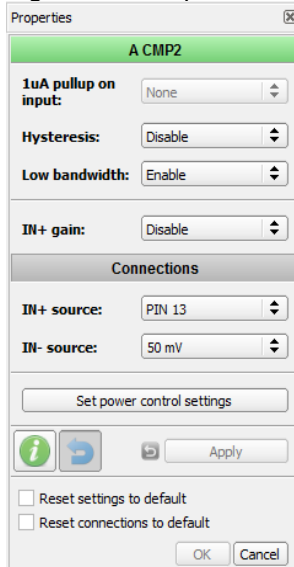 Properties
A CMP2
1uA pullup on
input:
None
Hysteresis:
Disable
Low bandwidth:
Enable
IN+ gain:
Disable
Connections
IN+ source:
PIN 13
IN- source:
50 mV
Set power control settings
i
Apply
Reset settings to default
Reset connections to default
OK
Cancel